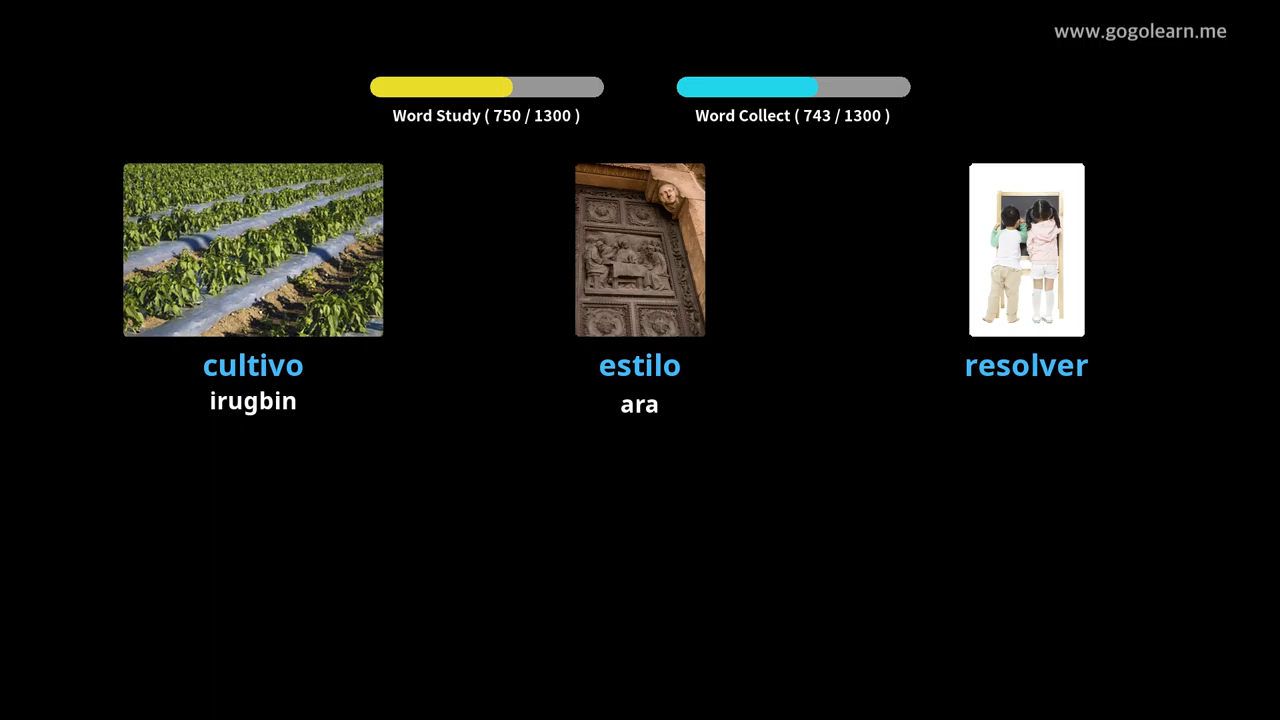 www.gogolearn.me
Word Study ( 750 / 1300 )
Word Collect ( 743 / 1300 )
cultivo
irugbin
estilo
ara
resolver